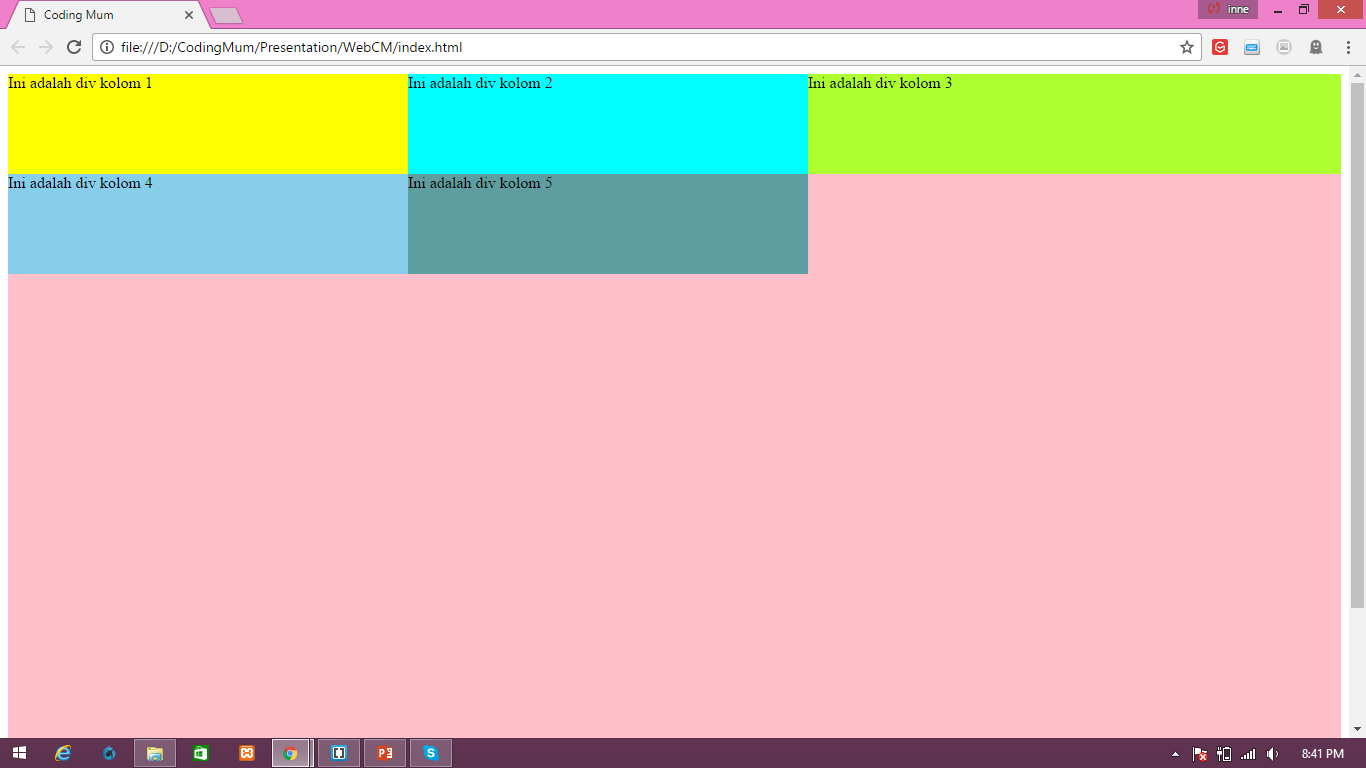 Coding Mum
inne
file:///D:/CodingMum/Presentation/WebCM/index.html
Ini adalah div kolom 1
Ini adalah div kolom 2
Ini adalah div kolom 3
Ini adalah div kolom 4
Ini adalah div kolom 5
8:41 PM